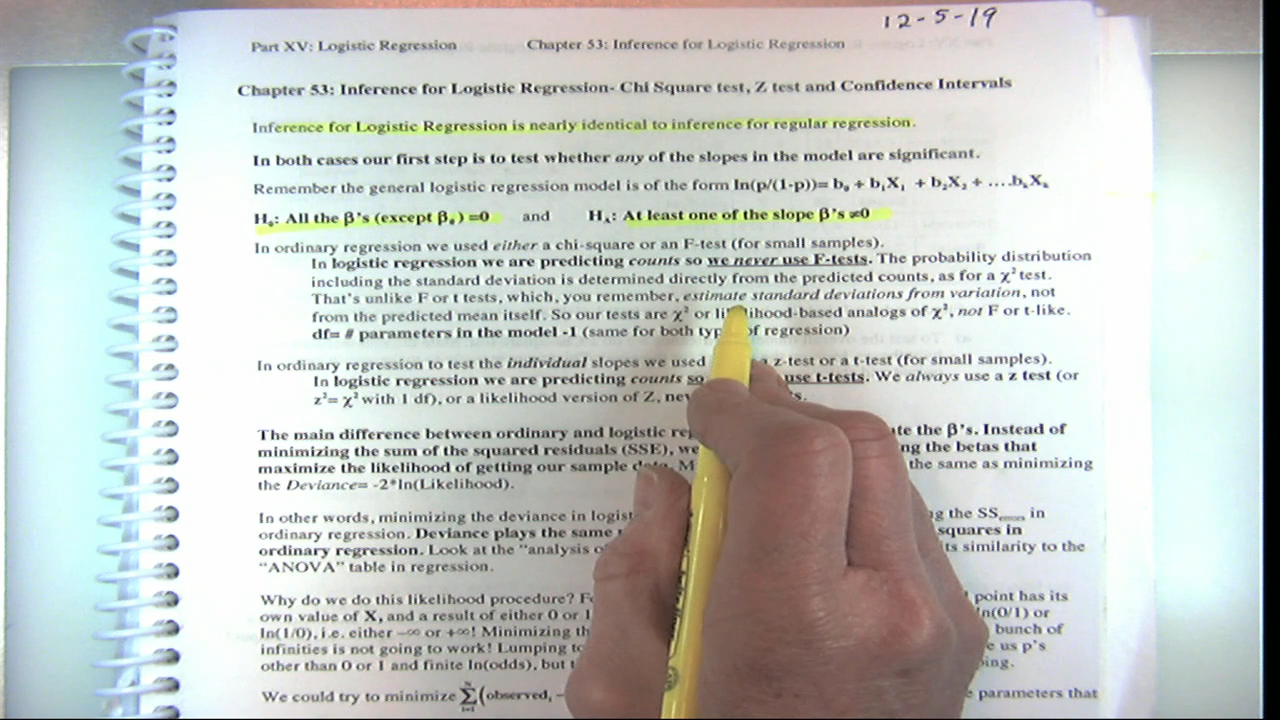 12-5-19
Part XV: Logistic Regression Chapter 53: Inference for Logistic Regression
Chapter 53: Inference for Logistic Regression- Chi Square test, Z test and Confidence Intervals
Inference for Logistic Regression is nearly identical to inference for regular regression.
In both cases our first step is to test whether any of the slopes in the model are significant.
Remember the general logistic regression model is of the form ln(p/(1-p))= b₀ + b₁X₁ + b₂X₂ + ….bₖXₖ
H₀: All the β's (except β₀) =0 and Hₐ: At least one of the slope β's ≠0
In ordinary regression we used either a chi-square or an F-test (for small samples).
In logistic regression we are predicting counts so we never use F-tests. The probability distribution
including the standard deviation is determined directly from the predicted counts, as for a χ² test.
That's unlike F or t tests, which, you remember, estimate standard deviations from variation, not
from the predicted mean itself. So our tests are χ² or likelihood-based analogs of χ², not F or t-like.
df= # parameters in the model -1 (same for both of regression)
In ordinary regression to test the individual slopes we used z-test or a t-test (for small samples).
In logistic regression we are predicting counts so use t-tests. We always use a z test (or
z²= χ² with 1 df), or a likelihood version of Z,
The main difference between ordinary and logistic the β's. Instead of
minimizing the sum of the squared residuals (SSE), the betas that
maximize the likelihood of getting our sample the same as minimizing
the Deviance= -2*ln(Likelihood).
In other words, minimizing the deviance in the SS in
ordinary regression. Deviance plays the same squares in
ordinary regression. Look at the "analysis similarity to the
"ANOVA" table in regression.
Why do we do this likelihood procedure? point has its
own value of X, and a result of either 0 or ln(0/1) or
ln(1/0), i.e. either −∞ or +∞! Minimizing bunch of
infinities is not going to work! Lumping us p's
other than 0 or 1 and finite ln(odds), but
We could try to minimize Σ(observedᵢ − parameters that